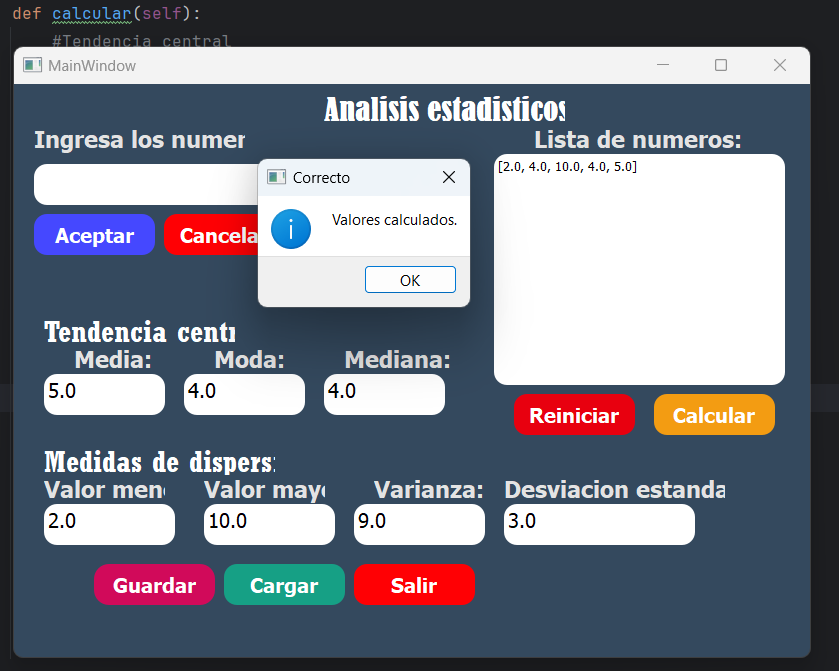 def calcular(self):
#Tendencia central
MainWindow
Analisis estadisticos
Ingresa los numer
Lista de numeros:
[2.0, 4.0, 10.0, 4.0, 5.0]
Correcto
Valores calculados.
OK
Aceptar
Cancela
Tendencia centr
Media:
Moda:
Mediana:
5.0
4.0
4.0
Reiniciar
Calcular
Medidas de dispers
Valor men
Valor mayo
Varianza:
Desviacion estanda
2.0
10.0
9.0
3.0
Guardar
Cargar
Salir